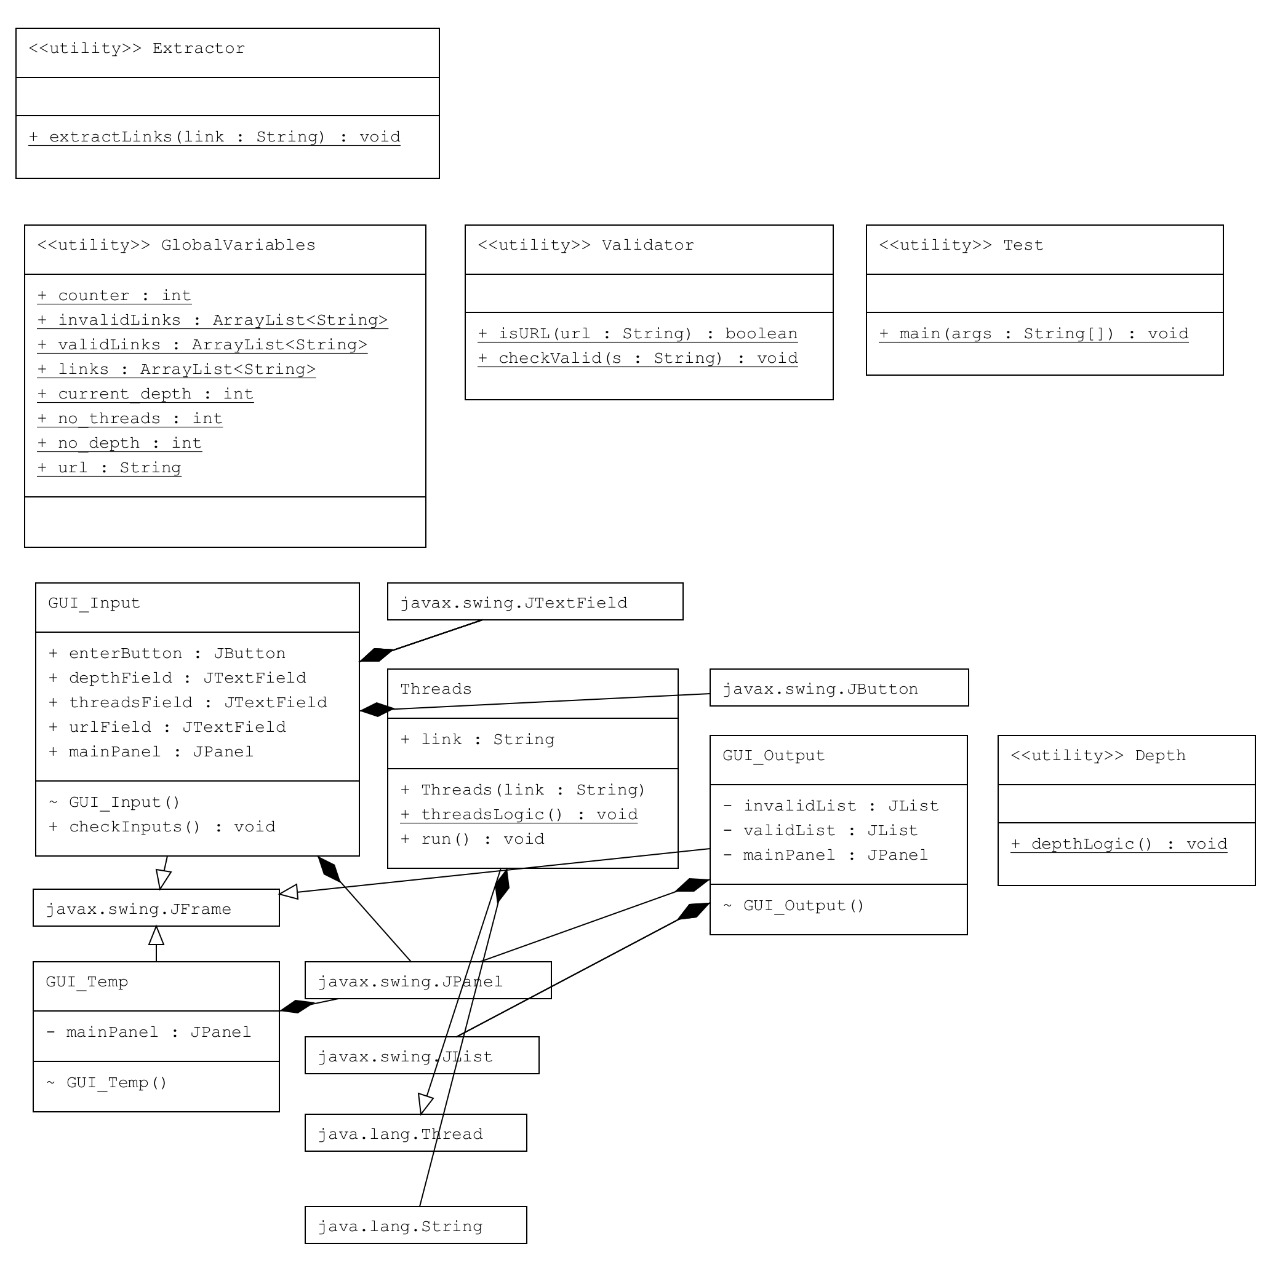 <<utility>> Extractor
+ extractLinks(link : String) : void
<<utility>> GlobalVariables
+ counter : int
+ invalidLinks : ArrayList<String>
+ validLinks : ArrayList<String>
+ links : ArrayList<String>
+ current_depth : int
+ no_threads : int
+ no_depth : int
+ url : String
<<utility>> Validator
+ isURL(url : String) : boolean
+ checkValid(s : String) : void
<<utility>> Test
+ main(args : String[]) : void
GUI_Input
+ enterButton : JButton
+ depthField : JTextField
+ threadsField : JTextField
+ urlField : JTextField
+ mainPanel : JPanel
~ GUI_Input()
+ checkInputs() : void
javax.swing.JTextField
Threads
+ link : String
+ Threads(link : String)
+ threadsLogic() : void
+ run() : void
javax.swing.JButton
GUI_Output
- invalidList : JList
- validList : JList
- mainPanel : JPanel
~ GUI_Output()
<<utility>> Depth
+ depthLogic() : void
javax.swing.JFrame
GUI_Temp
- mainPanel : JPanel
~ GUI_Temp()
javax.swing.JPanel
javax.swing.JList
java.lang.Thread
java.lang.String